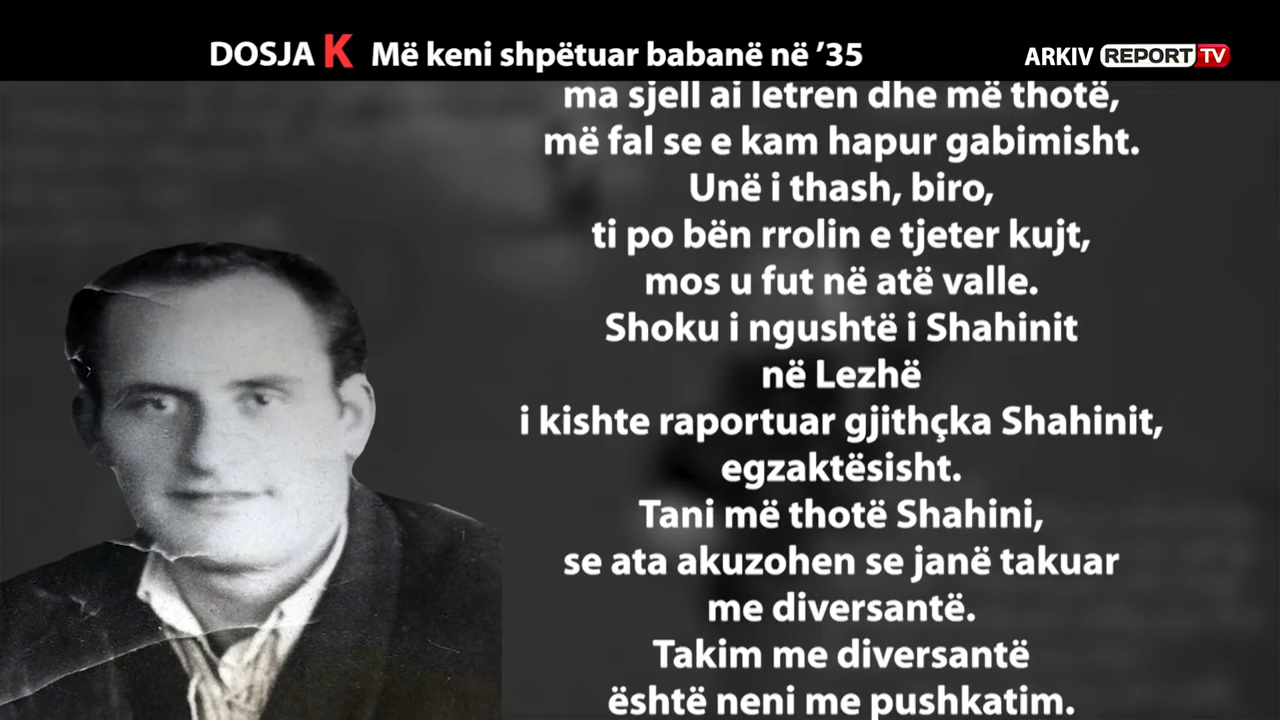 DOSJA K Më keni shpëtuar babanë në ’35
ARKIV REPORT TV
ma sjell ai letren dhe më thotë,
më fal se e kam hapur gabimisht.
Unë i thash, biro,
ti po bën rrolin e tjeter kujt,
mos u fut në atë valle.
Shoku i ngushtë i Shahinit
në Lezhë
i kishte raportuar gjithçka Shahinit,
egzaktësisht.
Tani më thotë Shahini,
se ata akuzohen se janë takuar
me diversantë.
Takim me diversantë
është neni me pushkatim.